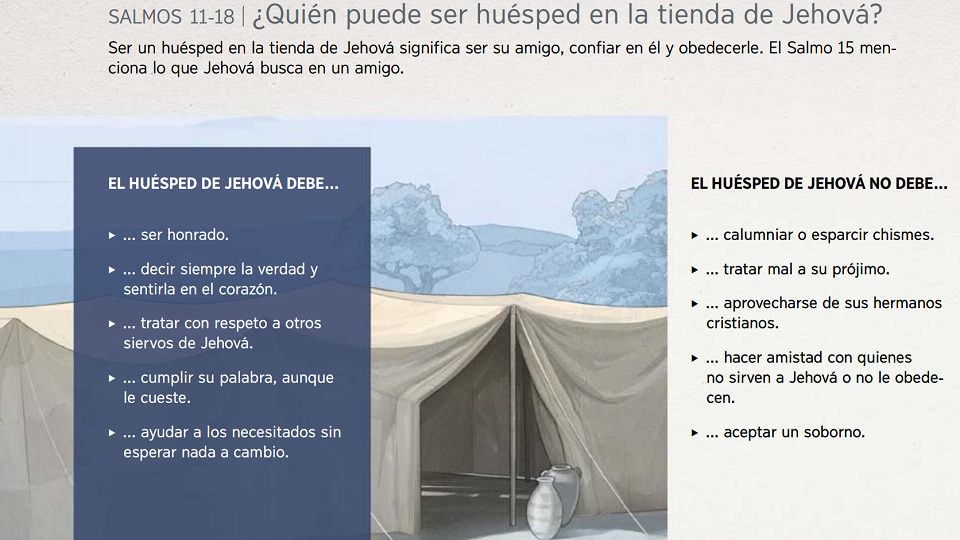 SALMOS 11-18 | ¿Quién puede ser huésped en la tienda de Jehová?
Ser un huésped en la tienda de Jehová significa ser su amigo, confiar en él y obedecerle. El Salmo 15 men-
ciona lo que Jehová busca en un amigo.
EL HUÉSPED DE JEHOVÁ DEBE...
▸ ... ser honrado.
▸ ... decir siempre la verdad y
sentirla en el corazón.
▸ ... tratar con respeto a otros
siervos de Jehová.
▸ ... cumplir su palabra, aunque
le cueste.
▸ ... ayudar a los necesitados sin
esperar nada a cambio.
EL HUÉSPED DE JEHOVÁ NO DEBE...
▸ ... calumniar o esparcir chismes.
▸ ... tratar mal a su prójimo.
▸ ... aprovecharse de sus hermanos
cristianos.
▸ ... hacer amistad con quienes
no sirven a Jehová o no le obede-
cen.
▸ ... aceptar un soborno.